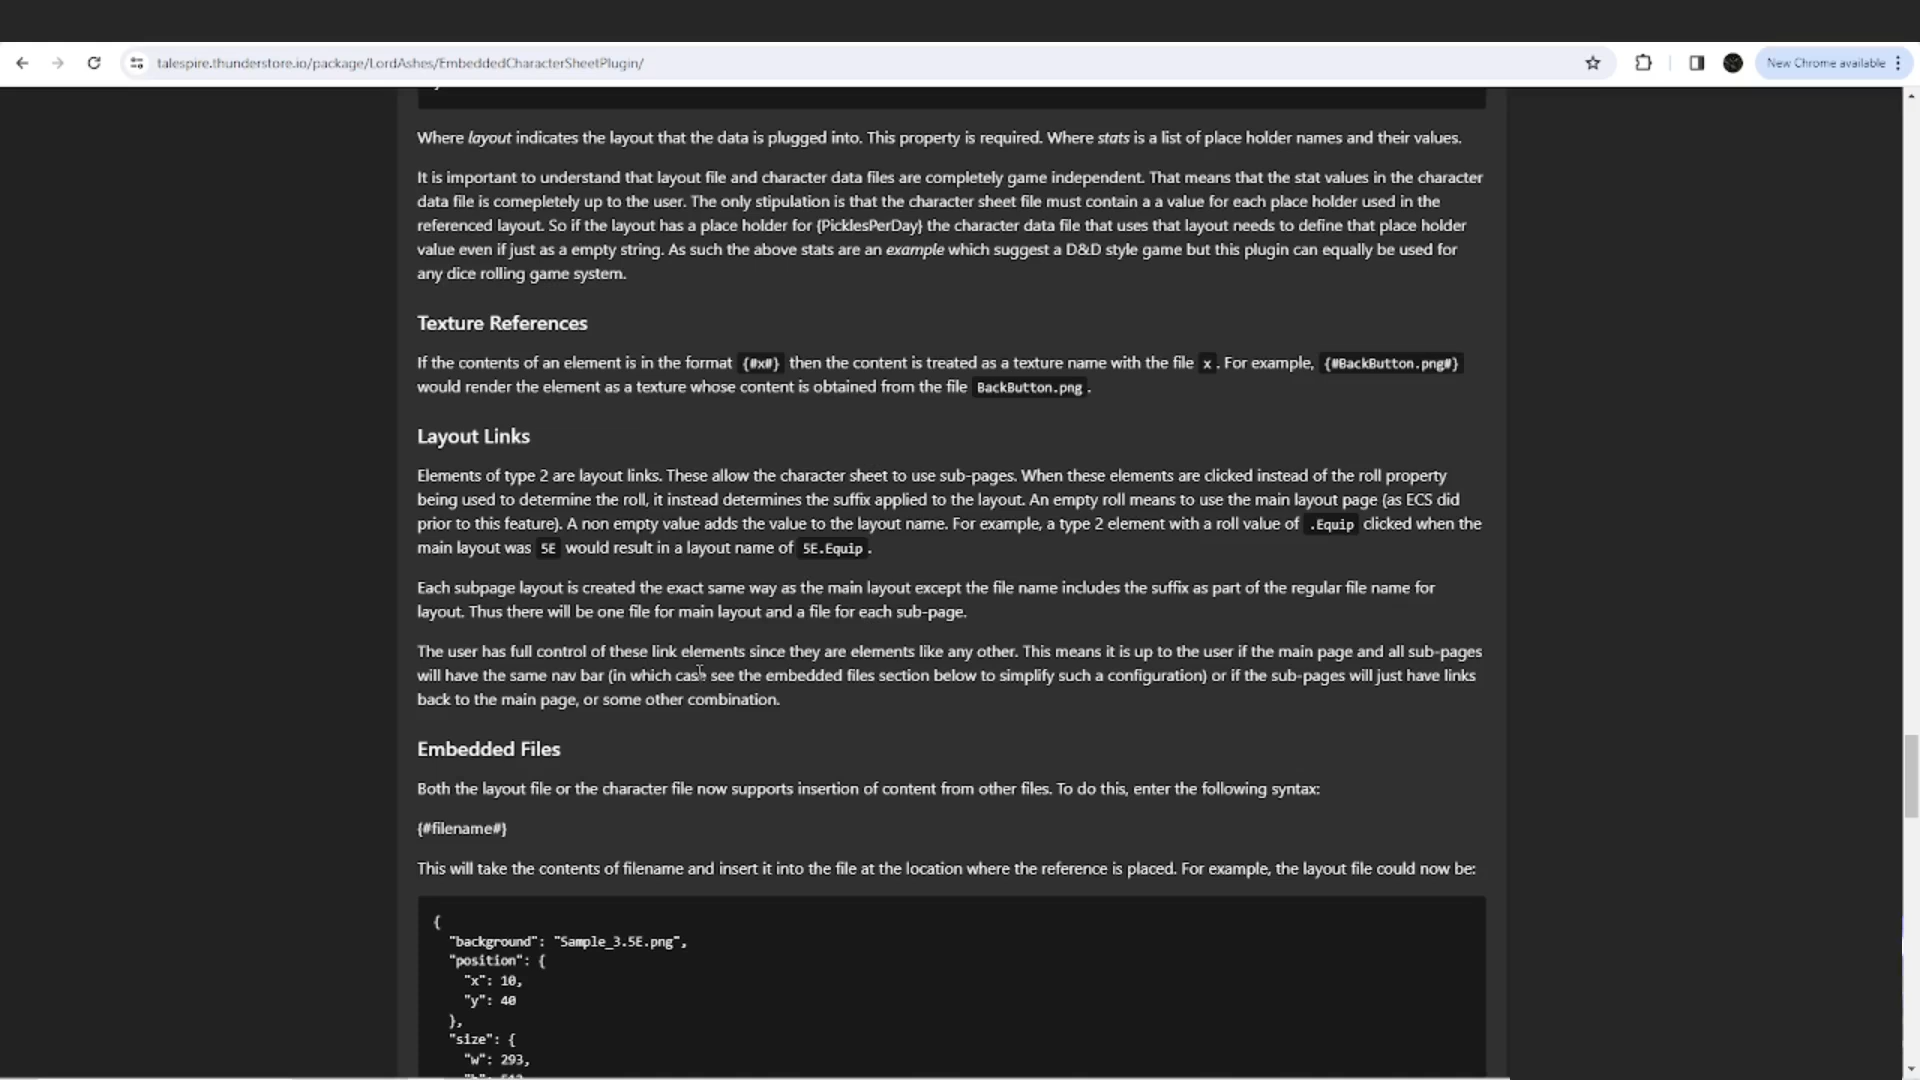 talespire.thunderstore.io/package/LordAshes/EmbeddedCharacterSheetPlugin/
New Chrome available
Where layout indicates the layout that the data is plugged into. This property is required. Where stats is a list of place holder names and their values.
It is important to understand that layout file and character data files are completely game independent. That means that the stat values in the character
data file is comepletely up to the user. The only stipulation is that the character sheet file must contain a a value for each place holder used in the
referenced layout. So if the layout has a place holder for {PicklesPerDay} the character data file that uses that layout needs to define that place holder
value even if just as a empty string. As such the above stats are an example which suggest a D&D style game but this plugin can equally be used for
any dice rolling game system.
Texture References
If the contents of an element is in the format {#x#} then the content is treated as a texture name with the file x. For example, {#BackButton.png#}
would render the element as a texture whose content is obtained from the file BackButton.png.
Layout Links
Elements of type 2 are layout links. These allow the character sheet to use sub-pages. When these elements are clicked instead of the roll property
being used to determine the roll, it instead determines the suffix applied to the layout. An empty roll means to use the main layout page (as ECS did
prior to this feature). A non empty value adds the value to the layout name. For example, a type 2 element with a roll value of .Equip clicked when the
main layout was 5E would result in a layout name of 5E.Equip.
Each subpage layout is created the exact same way as the main layout except the file name includes the suffix as part of the regular file name for
layout. Thus there will be one file for main layout and a file for each sub-page.
The user has full control of these link elements since they are elements like any other. This means it is up to the user if the main page and all sub-pages
will have the same nav bar (in which case see the embedded files section below to simplify such a configuration) or if the sub-pages will just have links
back to the main page, or some other combination.
Embedded Files
Both the layout file or the character file now supports insertion of content from other files. To do this, enter the following syntax:
{#filename#}
This will take the contents of filename and insert it into the file at the location where the reference is placed. For example, the layout file could now be:
{
"background": "Sample_3.5E.png",
"position": {
"x": 10,
"y": 40
},
"size": {
"w": 293,